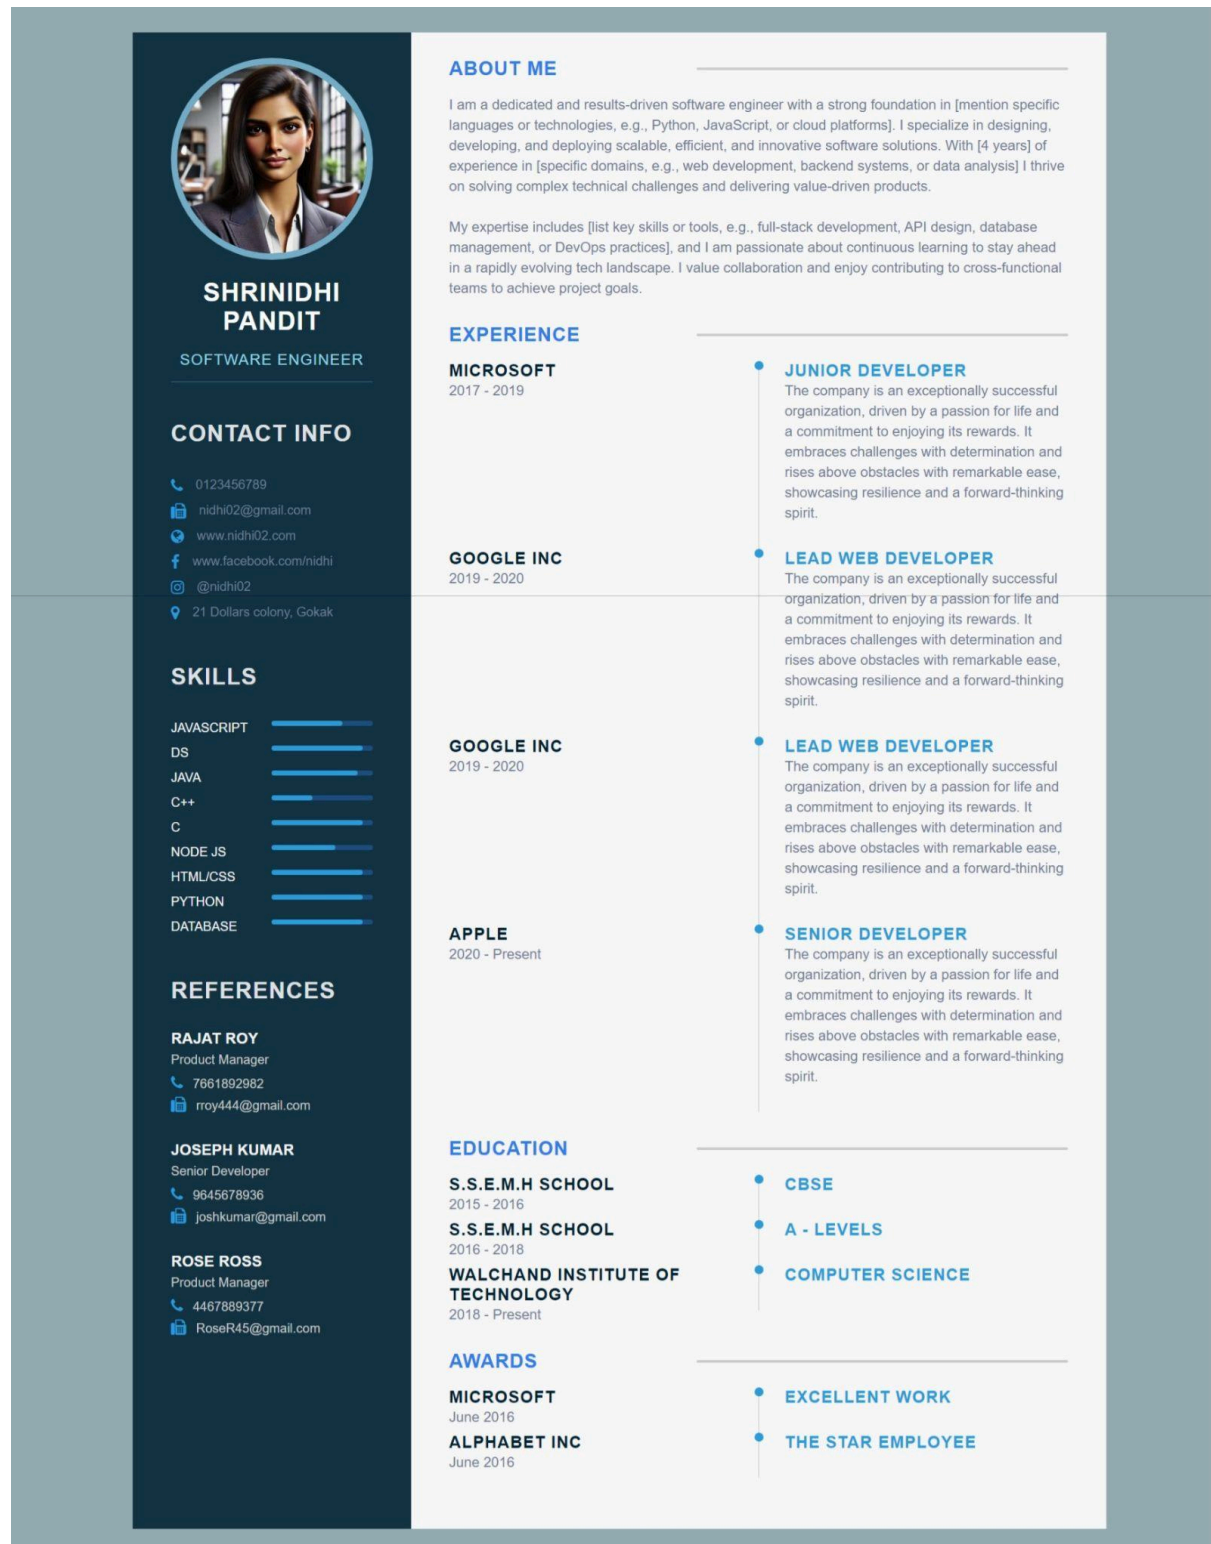 SHRINIDHI
PANDIT
SOFTWARE ENGINEER
CONTACT INFO
0123456789
nidhi02@gmail.com
www.nidhi02.com
www.facebook.com/nidhi
@nidhi02
21 Dollars colony, Gokak
SKILLS
JAVASCRIPT
DS
JAVA
C++
C
NODE JS
HTML/CSS
PYTHON
DATABASE
REFERENCES
RAJAT ROY
Product Manager
7661892982
rroy444@gmail.com
JOSEPH KUMAR
Senior Developer
9645678936
joshkumar@gmail.com
ROSE ROSS
Product Manager
4467889377
RoseR45@gmail.com
ABOUT ME
I am a dedicated and results-driven software engineer with a strong foundation in [mention specific
languages or technologies, e.g., Python, JavaScript, or cloud platforms]. I specialize in designing,
developing, and deploying scalable, efficient, and innovative software solutions. With [4 years] of
experience in [specific domains, e.g., web development, backend systems, or data analysis] I thrive
on solving complex technical challenges and delivering value-driven products.
My expertise includes [list key skills or tools, e.g., full-stack development, API design, database
management, or DevOps practices], and I am passionate about continuous learning to stay ahead
in a rapidly evolving tech landscape. I value collaboration and enjoy contributing to cross-functional
teams to achieve project goals.
EXPERIENCE
MICROSOFT
2017 - 2019
JUNIOR DEVELOPER
The company is an exceptionally successful
organization, driven by a passion for life and
a commitment to enjoying its rewards. It
embraces challenges with determination and
rises above obstacles with remarkable ease,
showcasing resilience and a forward-thinking
spirit.
GOOGLE INC
2019 - 2020
LEAD WEB DEVELOPER
The company is an exceptionally successful
organization, driven by a passion for life and
a commitment to enjoying its rewards. It
embraces challenges with determination and
rises above obstacles with remarkable ease,
showcasing resilience and a forward-thinking
spirit.
GOOGLE INC
2019 - 2020
LEAD WEB DEVELOPER
The company is an exceptionally successful
organization, driven by a passion for life and
a commitment to enjoying its rewards. It
embraces challenges with determination and
rises above obstacles with remarkable ease,
showcasing resilience and a forward-thinking
spirit.
APPLE
2020 - Present
SENIOR DEVELOPER
The company is an exceptionally successful
organization, driven by a passion for life and
a commitment to enjoying its rewards. It
embraces challenges with determination and
rises above obstacles with remarkable ease,
showcasing resilience and a forward-thinking
spirit.
EDUCATION
S.S.E.M.H SCHOOL
2015 - 2016
CBSE
S.S.E.M.H SCHOOL
2016 - 2018
A - LEVELS
WALCHAND INSTITUTE OF
TECHNOLOGY
2018 - Present
COMPUTER SCIENCE
AWARDS
MICROSOFT
June 2016
EXCELLENT WORK
ALPHABET INC
June 2016
THE STAR EMPLOYEE